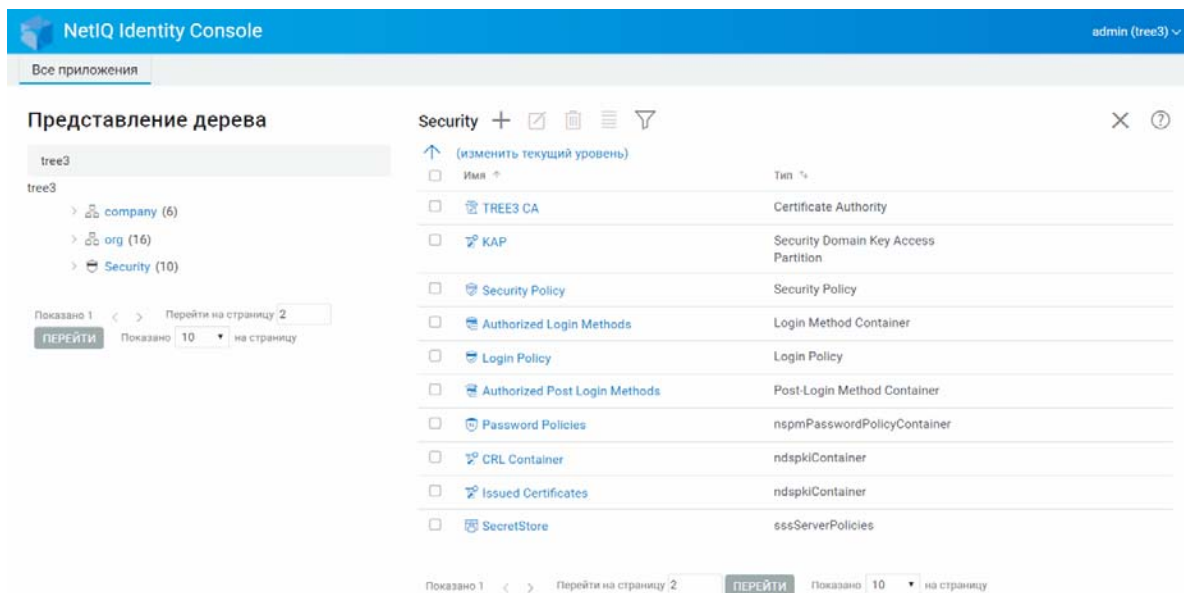 NetIQ Identity Console
admin (tree3)
Все приложения
Представление дерева
tree3
tree3
company (6)
org (16)
Security (10)
Показано 1 < > Перейти на страницу 2
ПЕРЕЙТИ Показано 10 на страницу
Security
(изменить текущий уровень)
Имя Тип
TREE3 CA Certificate Authority
KAP Security Domain Key Access
Partition
Security Policy Security Policy
Authorized Login Methods Login Method Container
Login Policy Login Policy
Authorized Post Login Methods Post-Login Method Container
Password Policies nspmPasswordPolicyContainer
CRL Container ndspkiContainer
Issued Certificates ndspkiContainer
SecretStore sssServerPolicies
Показано 1 < > Перейти на страницу 2 ПЕРЕЙТИ Показано 10 на страницу